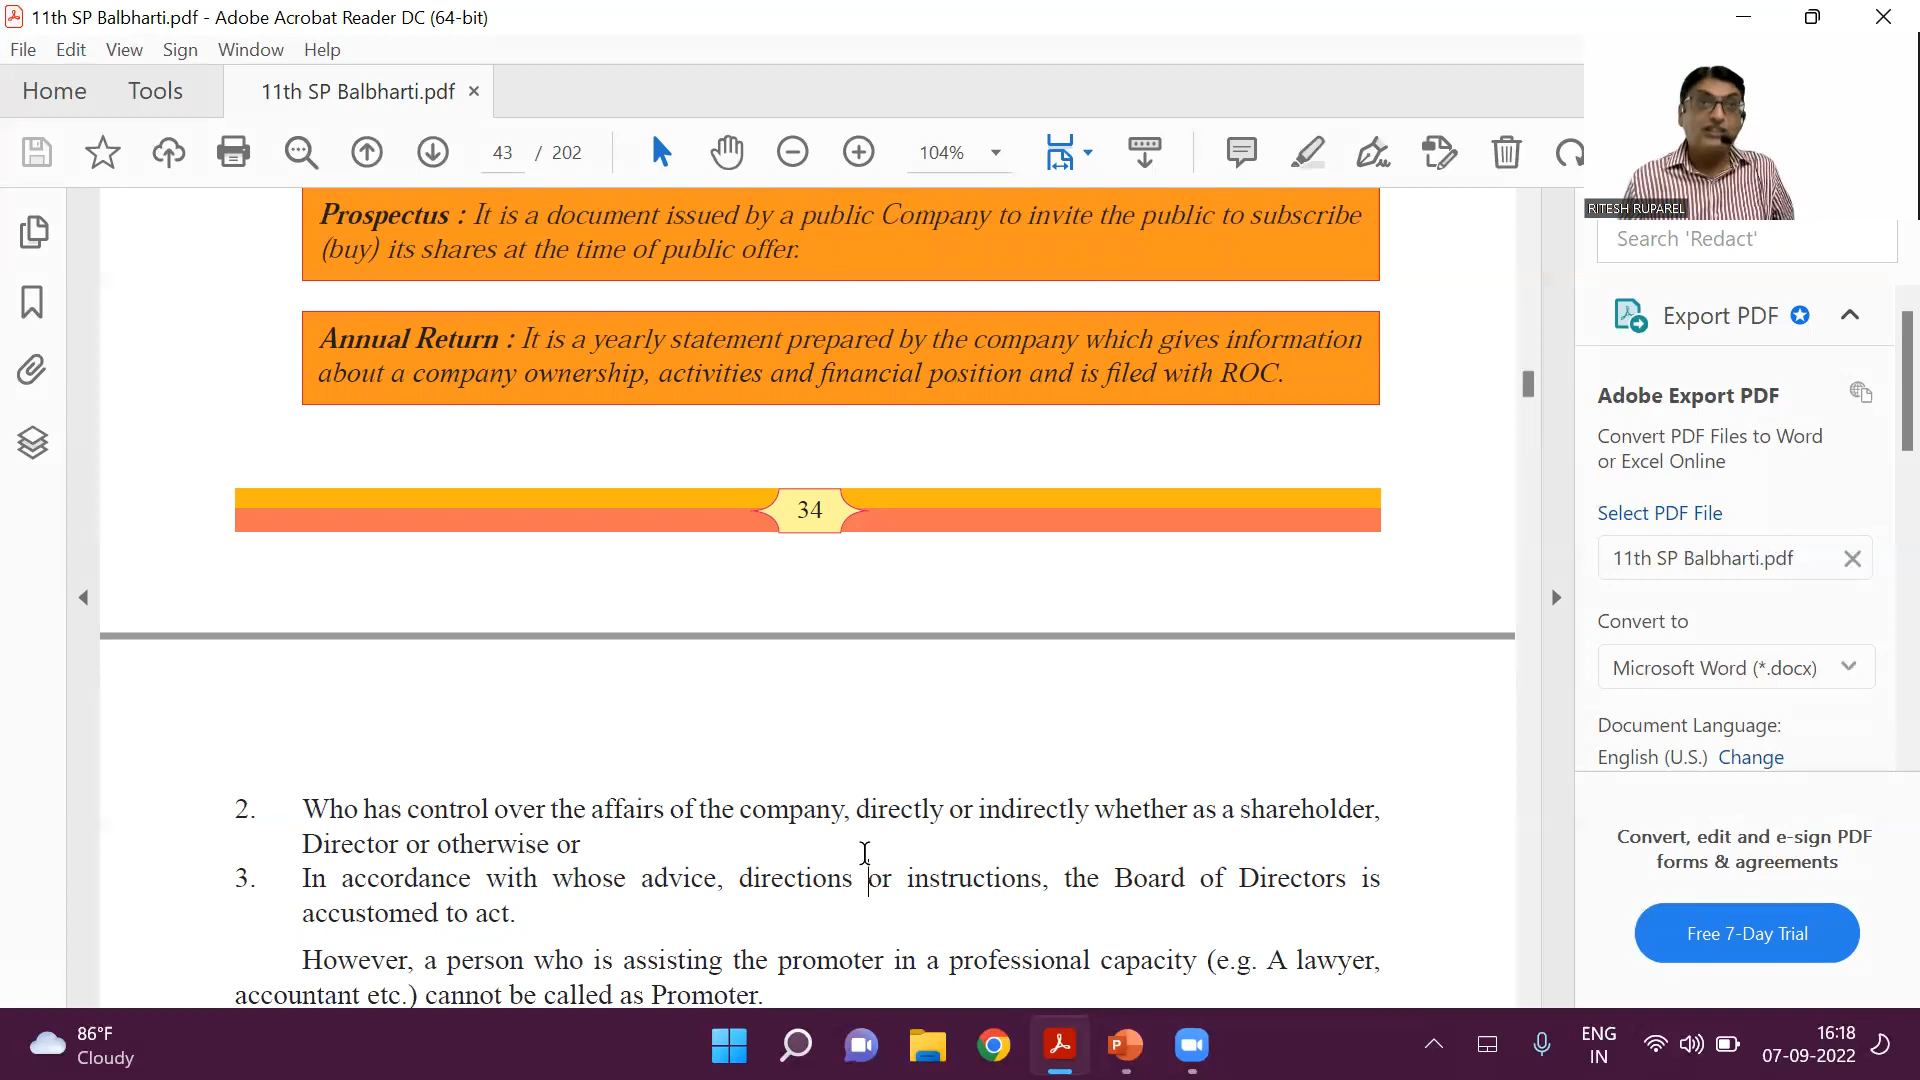 11th SP Balbharti.pdf - Adobe Acrobat Reader DC (64-bit)
File Edit View Sign Window Help
Home Tools 11th SP Balbharti.pdf ×
43 / 202 104%
RITESH RUPAREL
Prospectus : It is a document issued by a public Company to invite the public to subscribe
(buy) its shares at the time of public offer.
Annual Return : It is a yearly statement prepared by the company which gives information
about a company ownership, activities and financial position and is filed with ROC.
34
2. Who has control over the affairs of the company, directly or indirectly whether as a shareholder,
Director or otherwise or
3. In accordance with whose advice, directions or instructions, the Board of Directors is
accustomed to act.
However, a person who is assisting the promoter in a professional capacity (e.g. A lawyer,
accountant etc.) cannot be called as Promoter.
Search 'Redact'
Export PDF
Adobe Export PDF
Convert PDF Files to Word
or Excel Online
Select PDF File
11th SP Balbharti.pdf
Convert to
Microsoft Word (*.docx)
Document Language:
English (U.S.) Change
Convert, edit and e-sign PDF
forms & agreements
Free 7-Day Trial
86°F
Cloudy
ENG
IN
16:18
07-09-2022